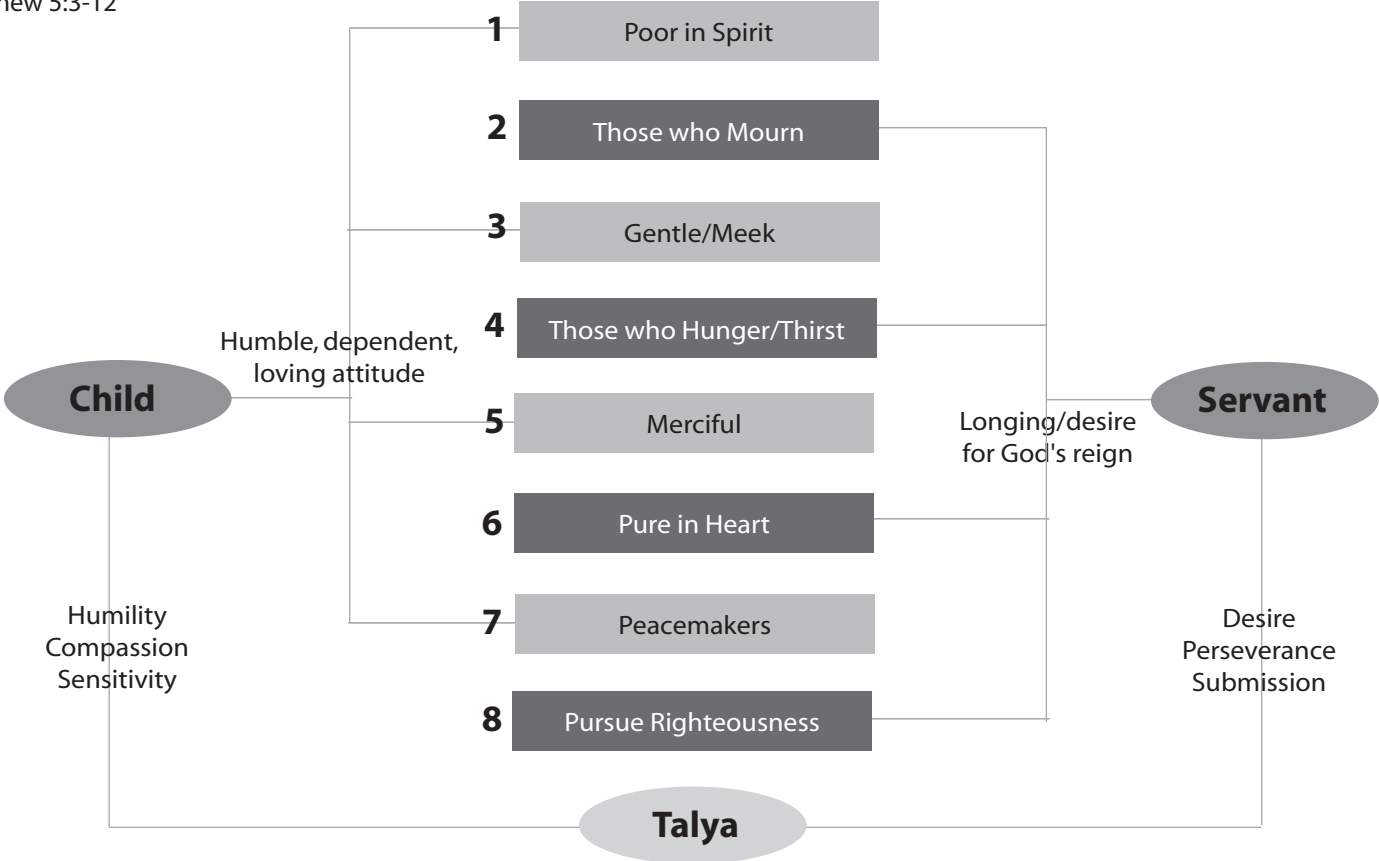 5:3-12
1 Poor in Spirit
2 Those who Mourn
3 Gentle/Meek
4 Those who Hunger/Thirst
Humble, dependent,
loving attitude
Child
Servant
5 Merciful
Longing/desire
for God's reign
6 Pure in Heart
7 Peacemakers
Humility
Compassion
Sensitivity
Desire
Perseverance
Submission
8 Pursue Righteousness
Talya